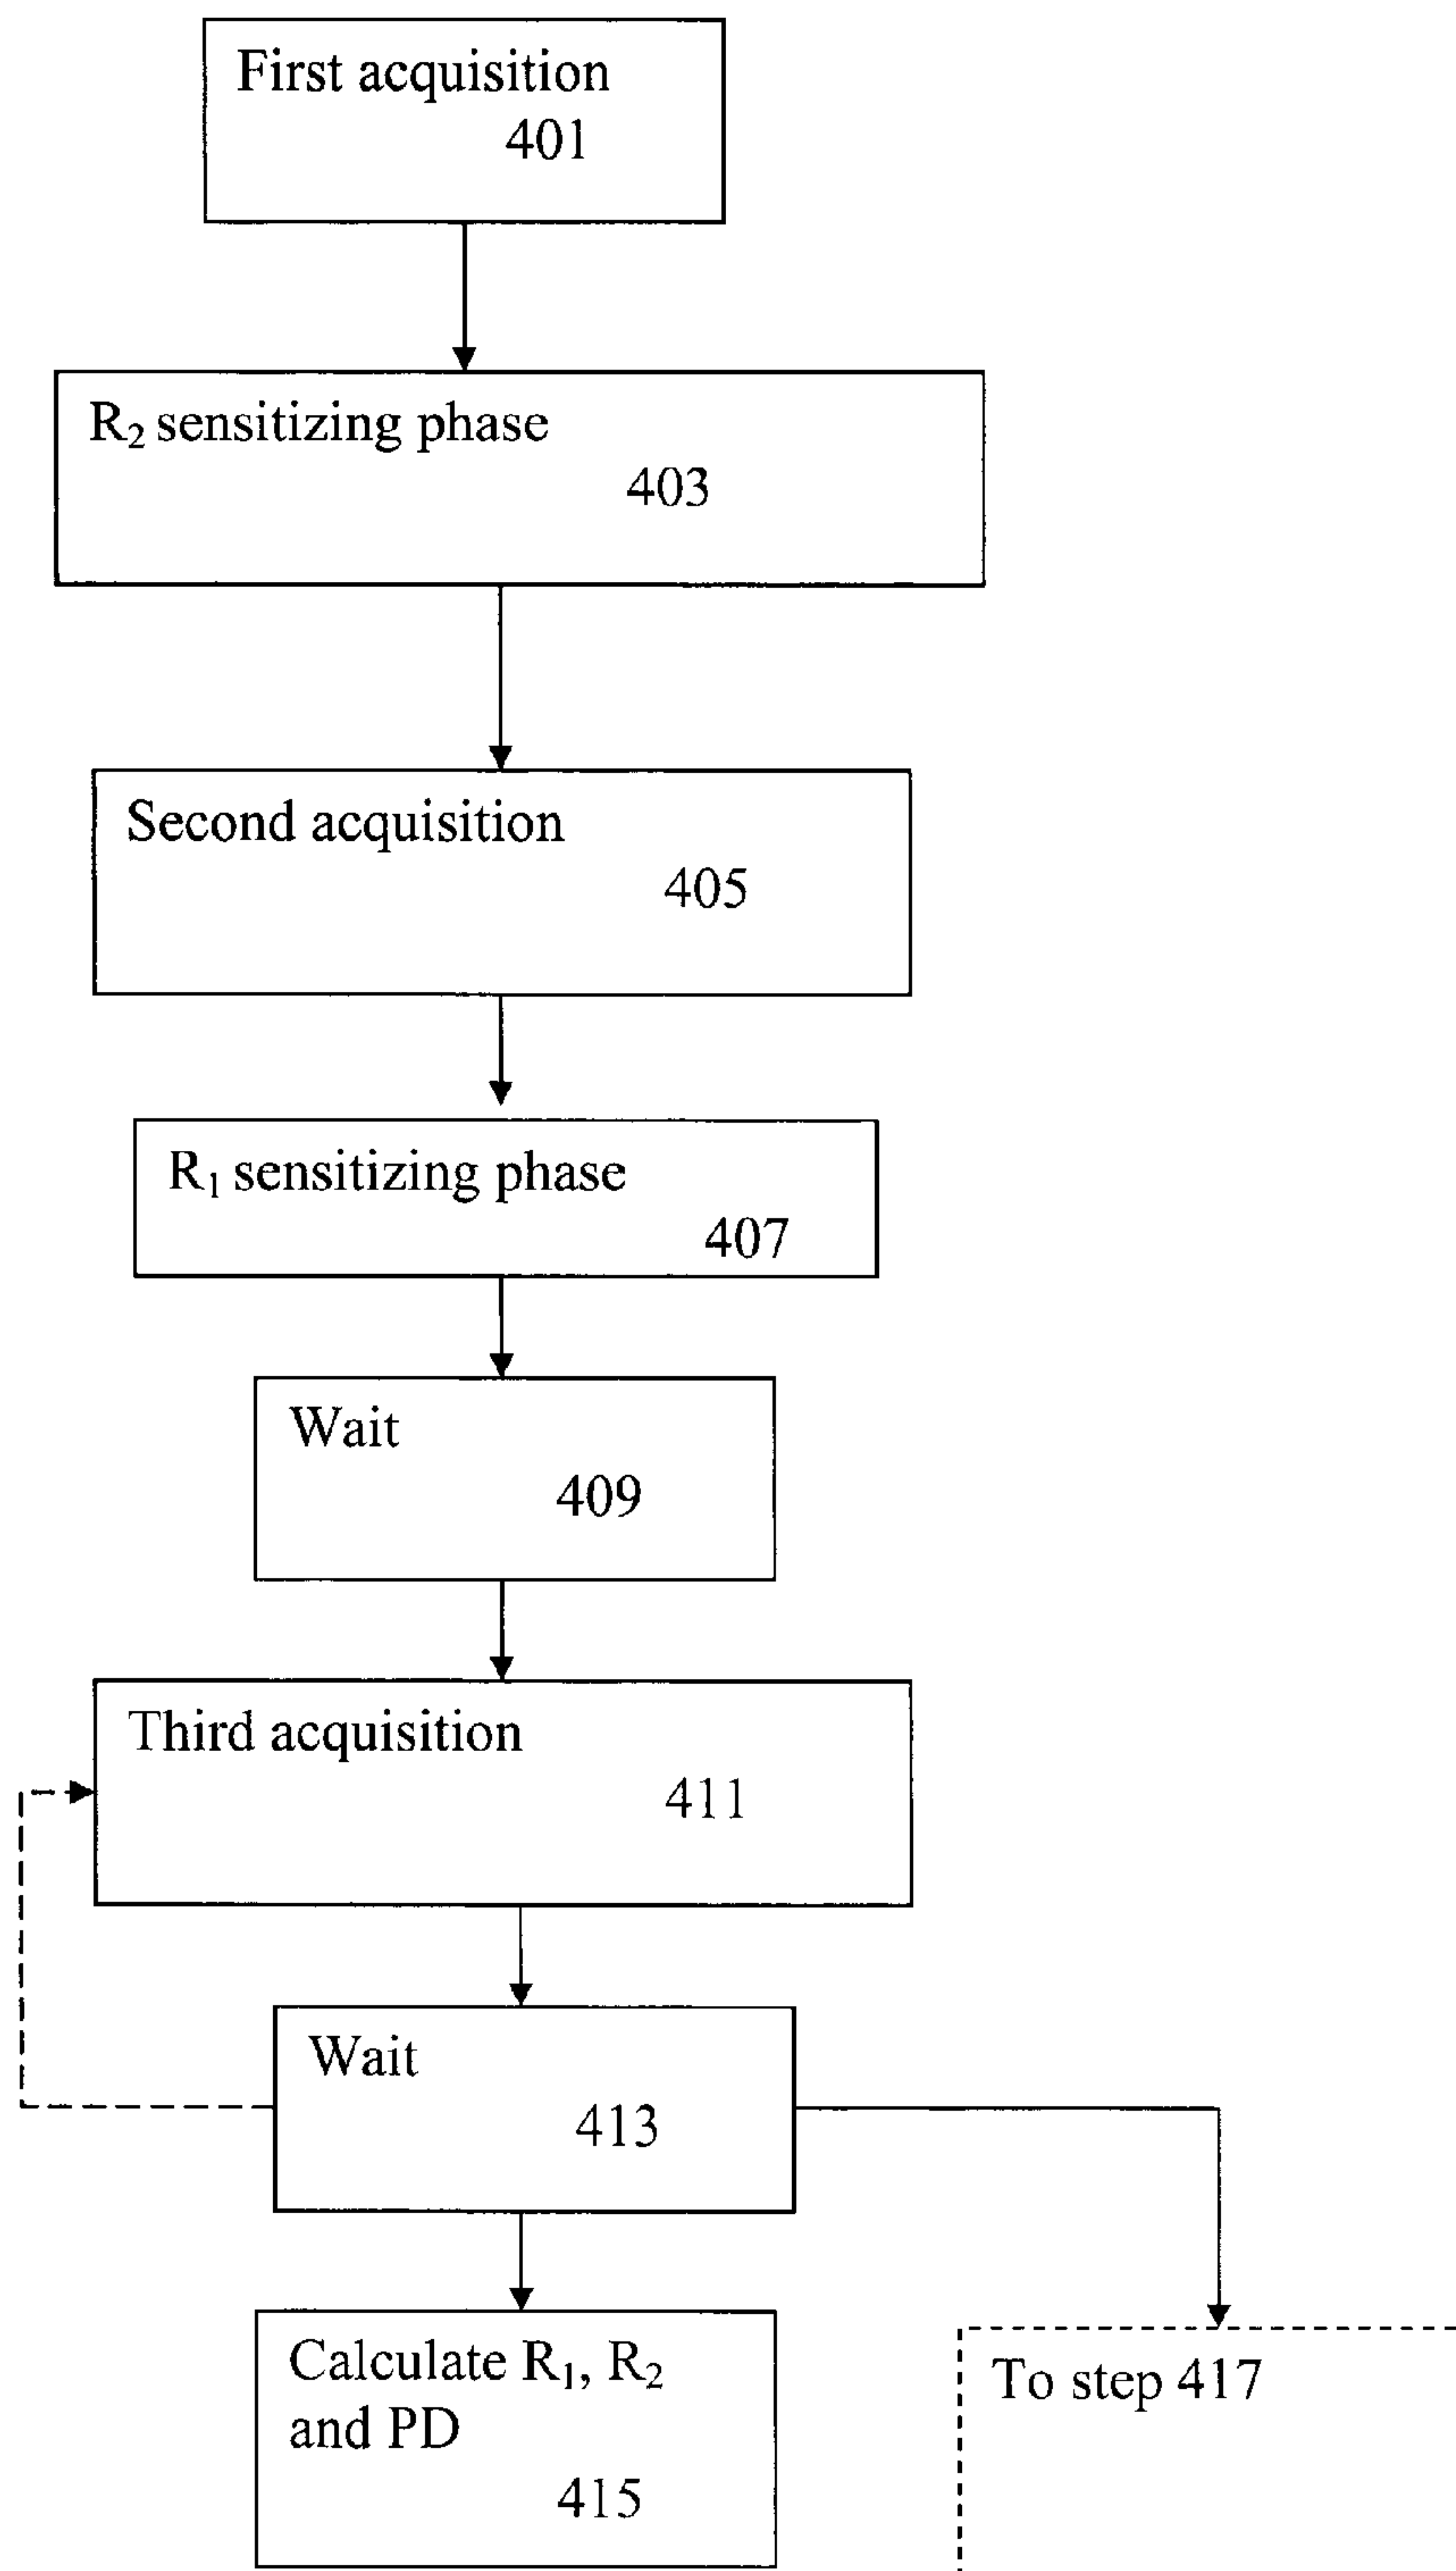 First acquisition
401
R₂ sensitizing phase
403
Second acquisition
405
R₁ sensitizing phase
407
Wait
409
Third acquisition
411
Wait
413
Calculate R₁, R₂
and PD
415
To step 417